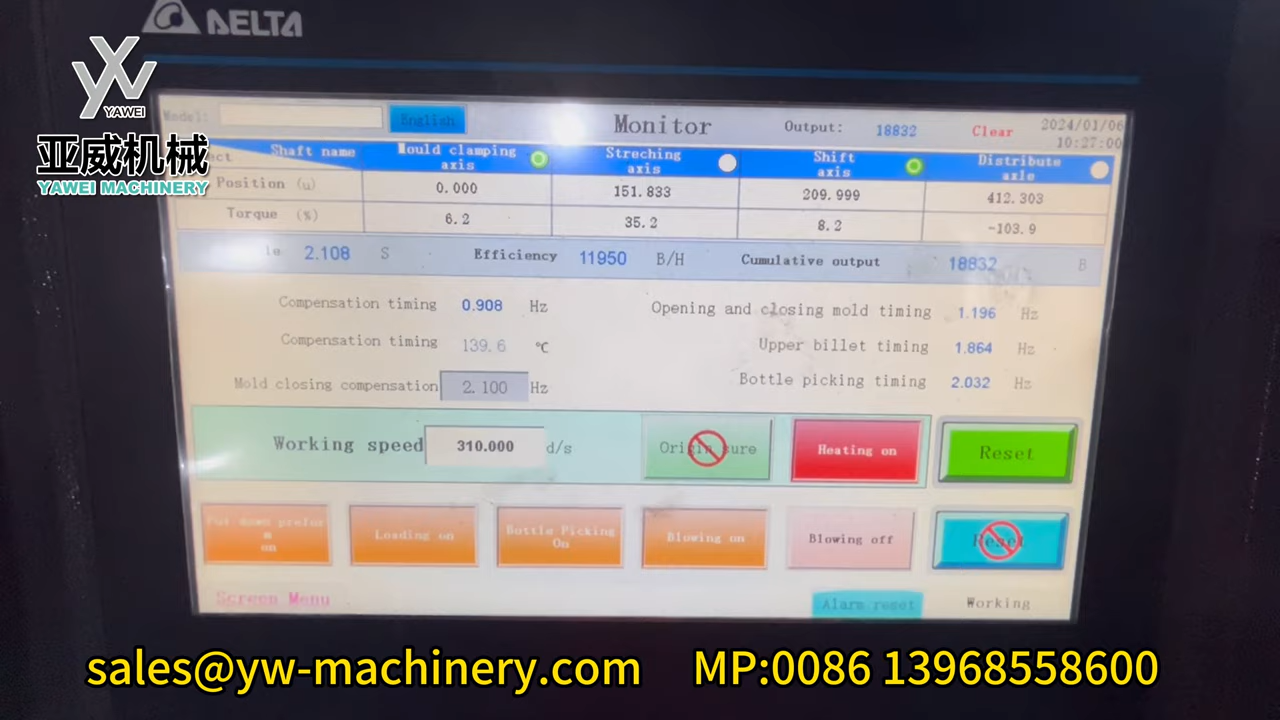 DELTA
YAWEI
亚威机械
YAWEI MACHINERY
Model: English Monitor Output: 18832 Clear 2024/01/06
10:27:00
Shaft name Mould clamping axis Streching axis Shift axis Distribute axle
Position (u) 0.000 151.833 209.999 412.303
Torque (%) 6.2 35.2 8.2 -103.9
2.108 S Efficiency 11950 B/H Cumulative output 18832 B
Compensation timing 0.908 Hz Opening and closing mold timing 1.196 Hz
Compensation timing 139.6 ℃ Upper billet timing 1.864 Hz
Mold closing compensation 2.100 Hz Bottle picking timing 2.032 Hz
Working speed 310.000 d/s Origin sure Heating on Reset
Put down prefor
m
on
Loading on
Bottle Picking
On
Blowing on
Blowing off
Reset
Screen Menu Alarm reset Working
sales@yw-machinery.com MP:0086 13968558600